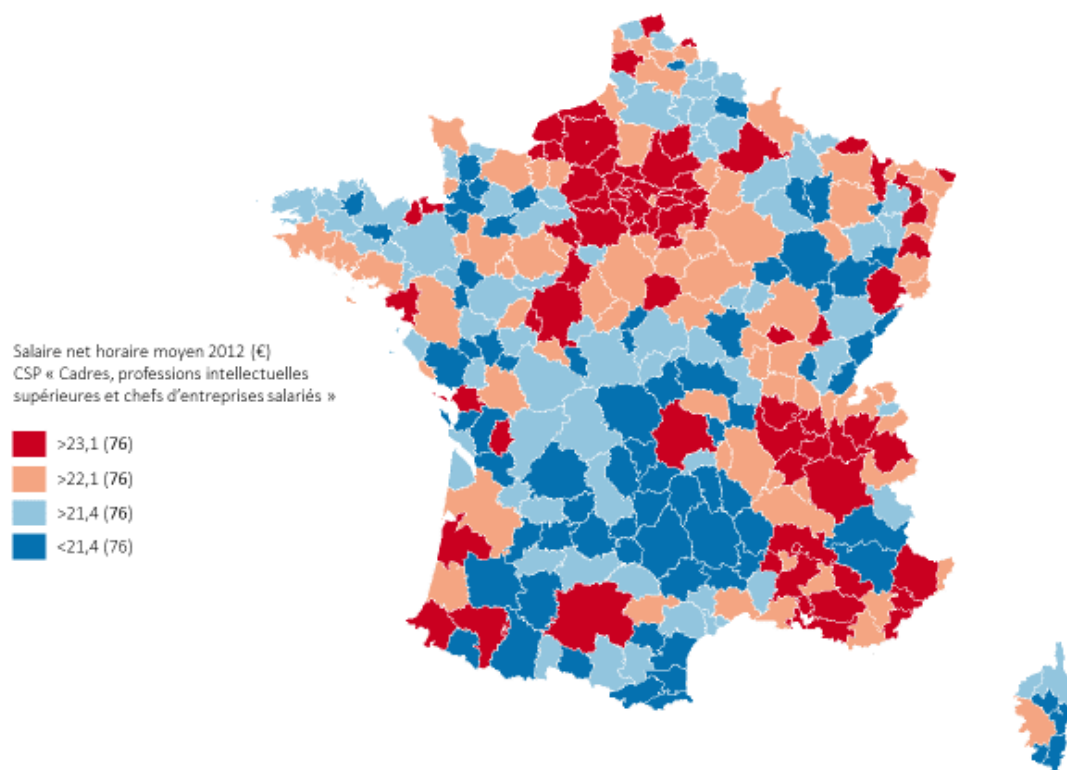 Salaire net horaire moyen 2012 (€)
CSP « Cadres, professions intellectuelles
supérieures et chefs d'entreprises salariés »
>23,1 (76)
>22,1 (76)
>21,4 (76)
<21,4 (76)